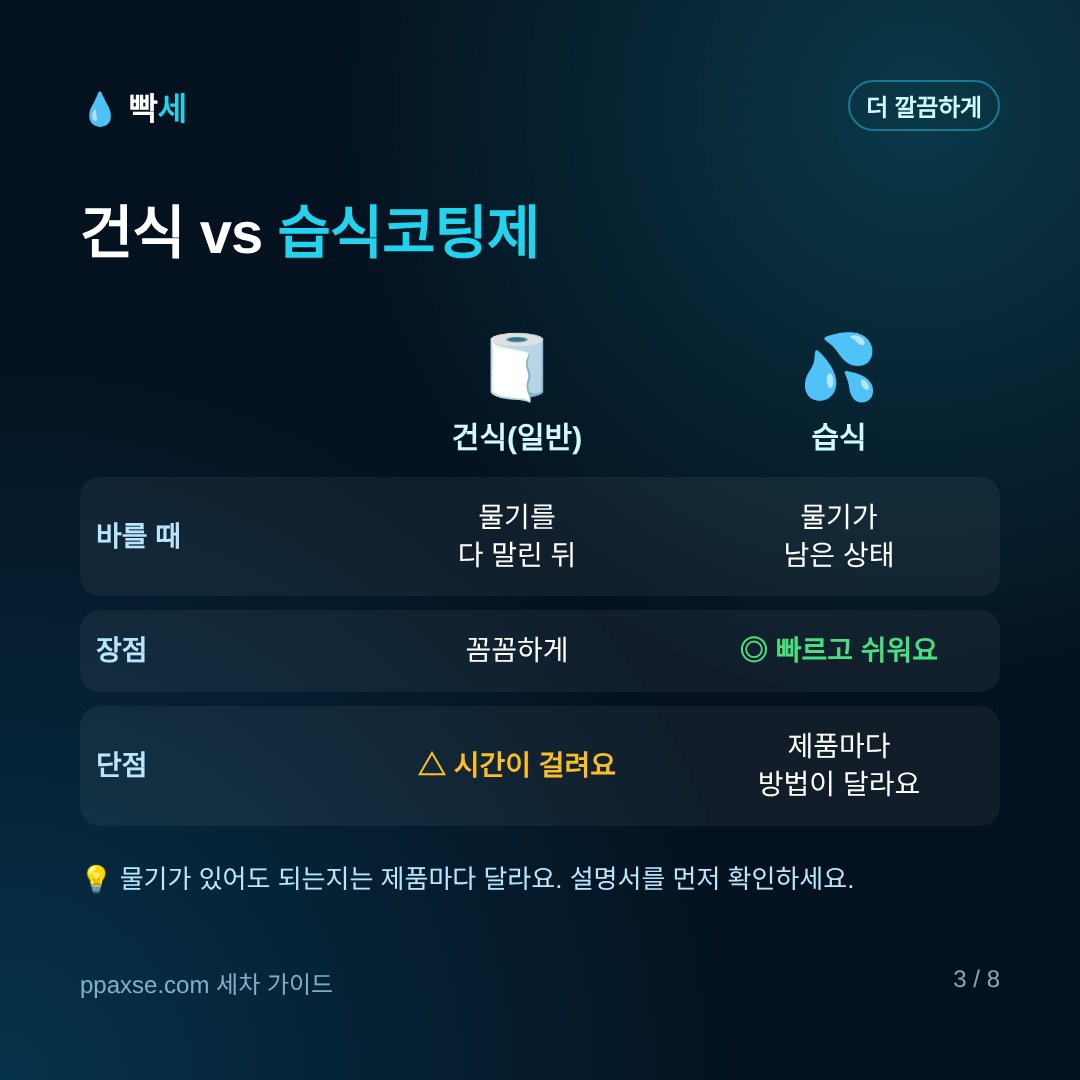 빡세
더 깔끔하게
건식 vs 습식코팅제
건식(일반)
습식
바를 때
물기를
다 말린 뒤
물기가
남은 상태
장점
꼼꼼하게
◎ 빠르고 쉬워요
단점
△ 시간이 걸려요
제품마다
방법이 달라요
물기가 있어도 되는지는 제품마다 달라요. 설명서를 먼저 확인하세요.
ppaxse.com 세차 가이드
3 / 8